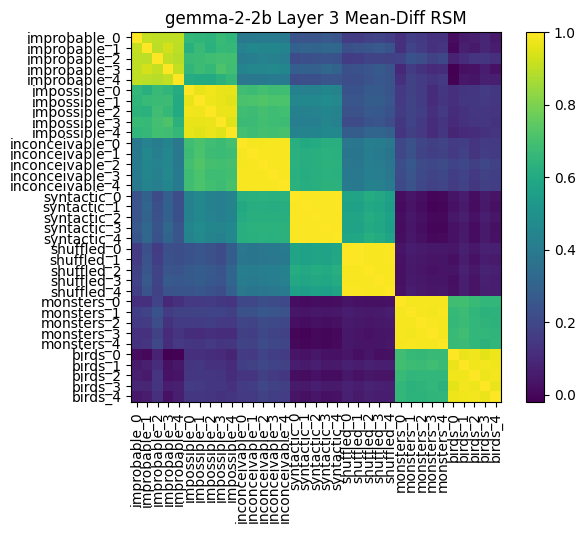 gemma-2-2b Layer 3 Mean-Diff RSM
improbable_0
improbable_1
improbable_2
improbable_3
improbable_4
impossible_0
impossible_1
impossible_2
impossible_3
impossible_4
inconceivable_0
inconceivable_1
inconceivable_2
inconceivable_3
inconceivable_4
syntactic_0
syntactic_1
syntactic_2
syntactic_3
syntactic_4
shuffled_0
shuffled_1
shuffled_2
shuffled_3
shuffled_4
monsters_0
monsters_1
monsters_2
monsters_3
monsters_4
birds_0
birds_1
birds_2
birds_3
birds_4
improbable_0
improbable_1
improbable_2
improbable_3
improbable_4
impossible_0
impossible_1
impossible_2
impossible_3
impossible_4
inconceivable_0
inconceivable_1
inconceivable_2
inconceivable_3
inconceivable_4
syntactic_0
syntactic_1
syntactic_2
syntactic_3
syntactic_4
shuffled_0
shuffled_1
shuffled_2
shuffled_3
shuffled_4
monsters_0
monsters_1
monsters_2
monsters_3
monsters_4
birds_0
birds_1
birds_2
birds_3
birds_4
1.0
0.8
0.6
0.4
0.2
0.0